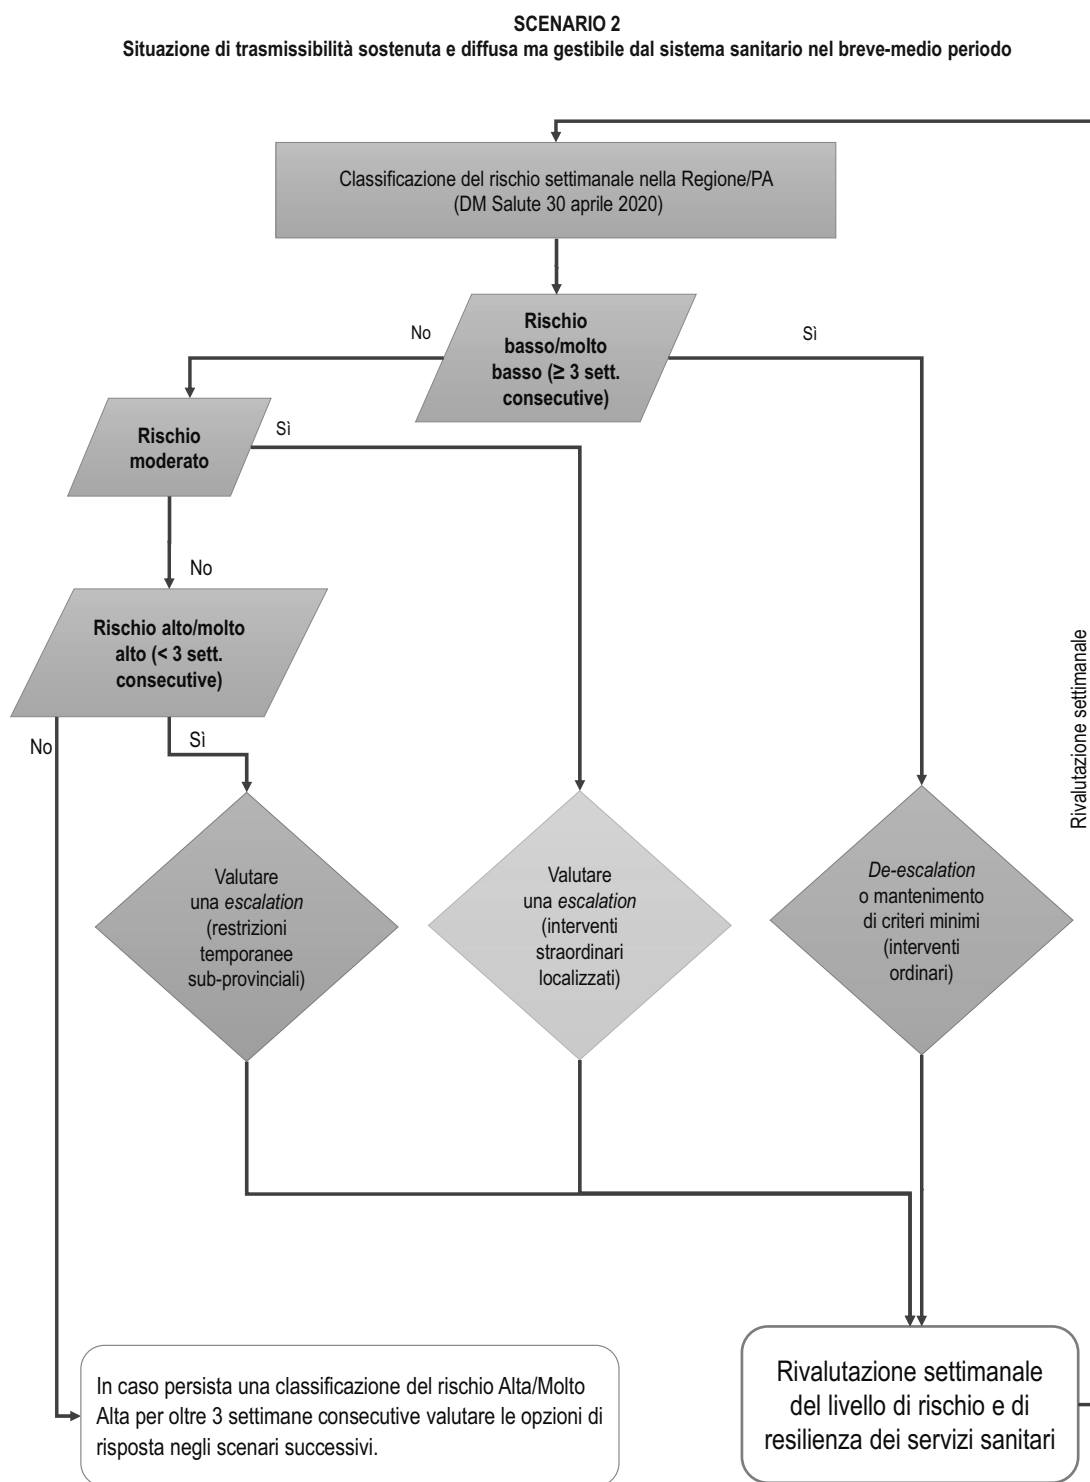 SCENARIO 2
Situazione di trasmissibilità sostenuta e diffusa ma gestibile dal sistema sanitario nel breve-medio periodo
Classificazione del rischio settimanale nella Regione/PA
(DM Salute 30 aprile 2020)
Rischio
basso/molto
basso (≥ 3 sett.
consecutive)
No
Sì
Rischio
moderato
Sì
No
Rischio alto/molto
alto (< 3 sett.
consecutive)
No
Sì
Rivalutazione settimanale
Valutare
una escalation
(restrizioni
temporanee
sub-provinciali)
Valutare
una escalation
(interventi
straordinari
localizzati)
De-escalation
o mantenimento
di criteri minimi
(interventi
ordinari)
In caso persista una classificazione del rischio Alta/Molto
Alta per oltre 3 settimane consecutive valutare le opzioni di
risposta negli scenari successivi.
Rivalutazione settimanale
del livello di rischio e di
resilienza dei servizi sanitari